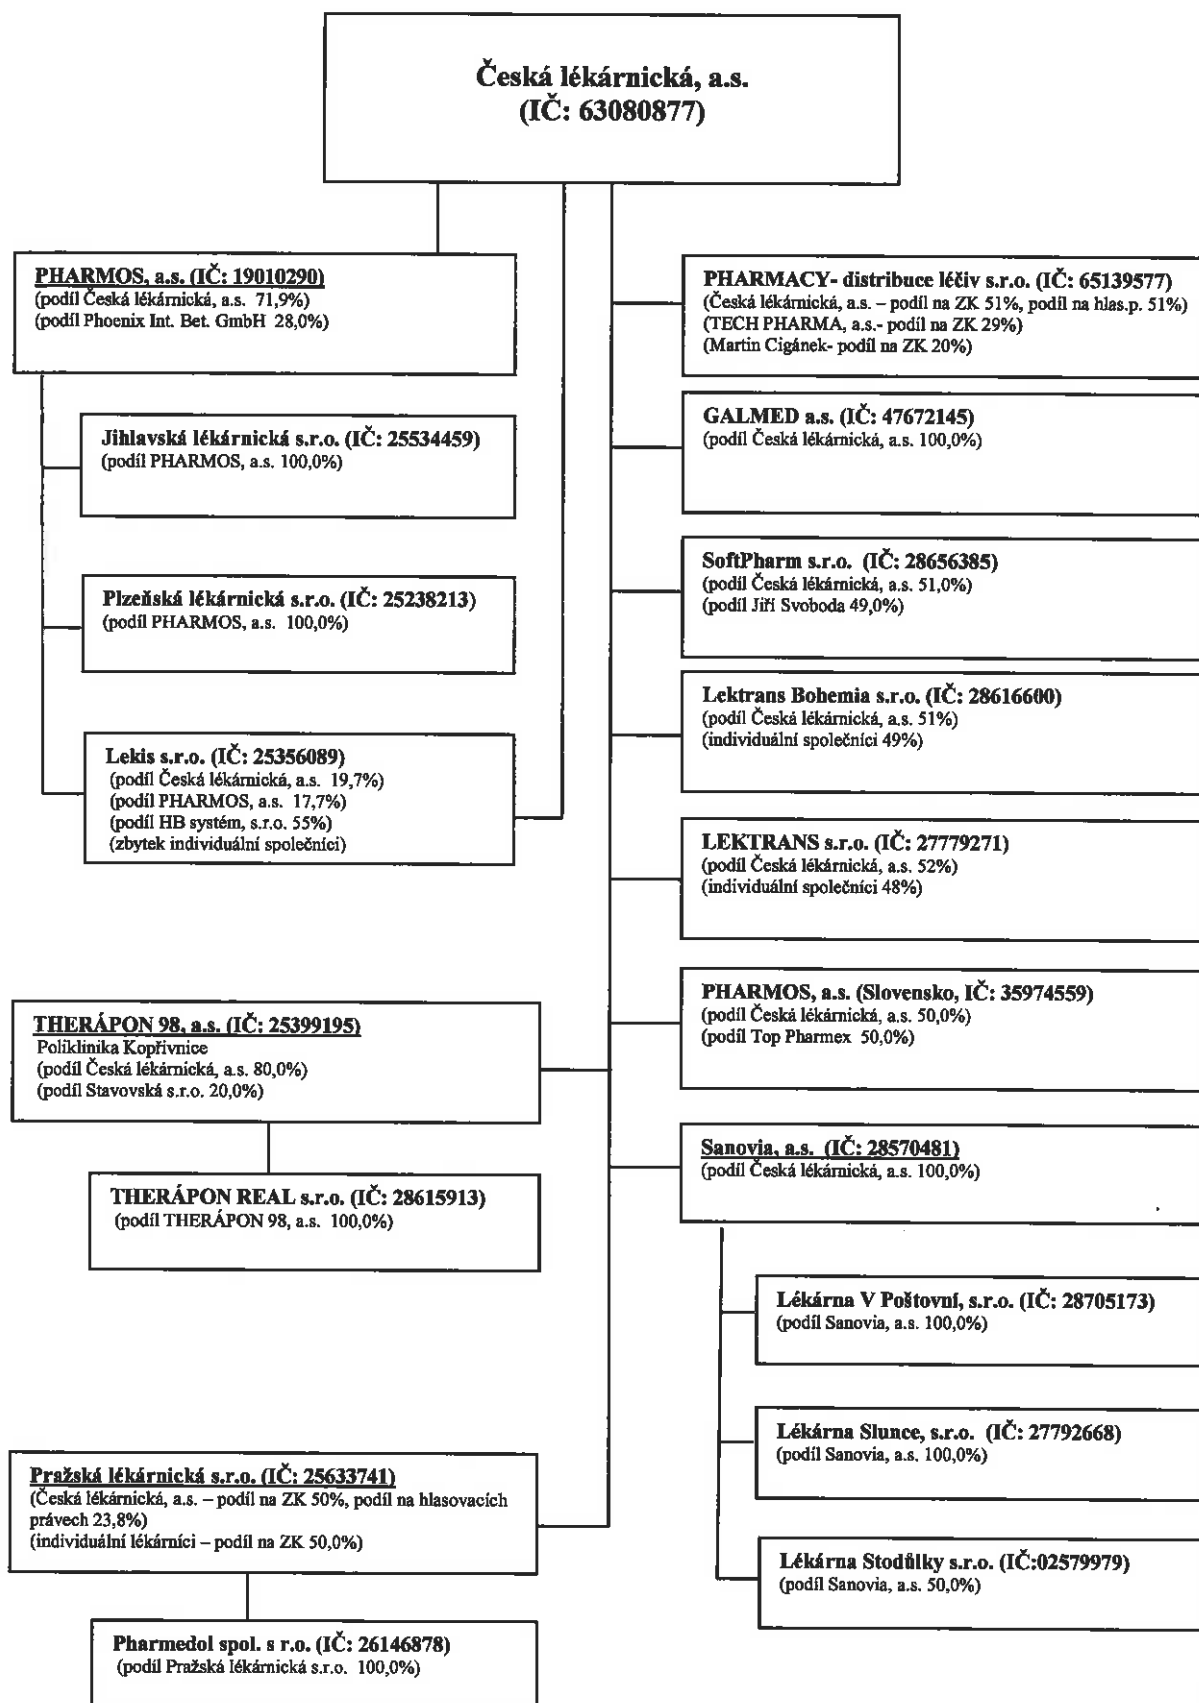 Česká lékárnická, a.s.
(IČ: 63080877)
PHARMOS, a.s. (IČ: 19010290)
(podíl Česká lékárnická, a.s. 71,9%)
(podíl Phoenix Int. Bet. GmbH 28,0%)
Jihlavská lékárnická s.r.o. (IČ: 25534459)
(podíl PHARMOS, a.s. 100,0%)
Plzeňská lékárnická s.r.o. (IČ: 25238213)
(podíl PHARMOS, a.s. 100,0%)
Lekis s.r.o. (IČ: 25356089)
(podíl Česká lékárnická, a.s. 19,7%)
(podíl PHARMOS, a.s. 17,7%)
(podíl HB systém, s.r.o. 55%)
(zbytek individuální společníci)
THERÁPON 98, a.s. (IČ: 25399195)
Poliklinika Kopřivnice
(podíl Česká lékárnická, a.s. 80,0%)
(podíl Stavovská s.r.o. 20,0%)
THERÁPON REAL s.r.o. (IČ: 28615913)
(podíl THERÁPON 98, a.s. 100,0%)
Pražská lékárnická s.r.o. (IČ: 25633741)
(Česká lékárnická, a.s. – podíl na ZK 50%, podíl na hlasovacích
právech 23,8%)
(individuální lékárníci – podíl na ZK 50,0%)
Pharmedol spol. s r.o. (IČ: 26146878)
(podíl Pražská lékárnická s.r.o. 100,0%)
PHARMACY- distribuce léčiv s.r.o. (IČ: 65139577)
(Česká lékárnická, a.s. – podíl na ZK 51%, podíl na hlas.p. 51%)
(TECH PHARMA, a.s.- podíl na ZK 29%)
(Martin Cigánek- podíl na ZK 20%)
GALMED a.s. (IČ: 47672145)
(podíl Česká lékárnická, a.s. 100,0%)
SoftPharm s.r.o. (IČ: 28656385)
(podíl Česká lékárnická, a.s. 51,0%)
(podíl Jiří Svoboda 49,0%)
Lektrans Bohemia s.r.o. (IČ: 28616600)
(podíl Česká lékárnická, a.s. 51%)
(individuální společníci 49%)
LEKTRANS s.r.o. (IČ: 27779271)
(podíl Česká lékárnická, a.s. 52%)
(individuální společníci 48%)
PHARMOS, a.s. (Slovensko, IČ: 35974559)
(podíl Česká lékárnická, a.s. 50,0%)
(podíl Top Pharmex 50,0%)
Sanovia, a.s. (IČ: 28570481)
(podíl Česká lékárnická, a.s. 100,0%)
Lékárna V Poštovní, s.r.o. (IČ: 28705173)
(podíl Sanovia, a.s. 100,0%)
Lékárna Slunce, s.r.o. (IČ: 27792668)
(podíl Sanovia, a.s. 100,0%)
Lékárna Stodůlky s.r.o. (IČ:02579979)
(podíl Sanovia, a.s. 50,0%)